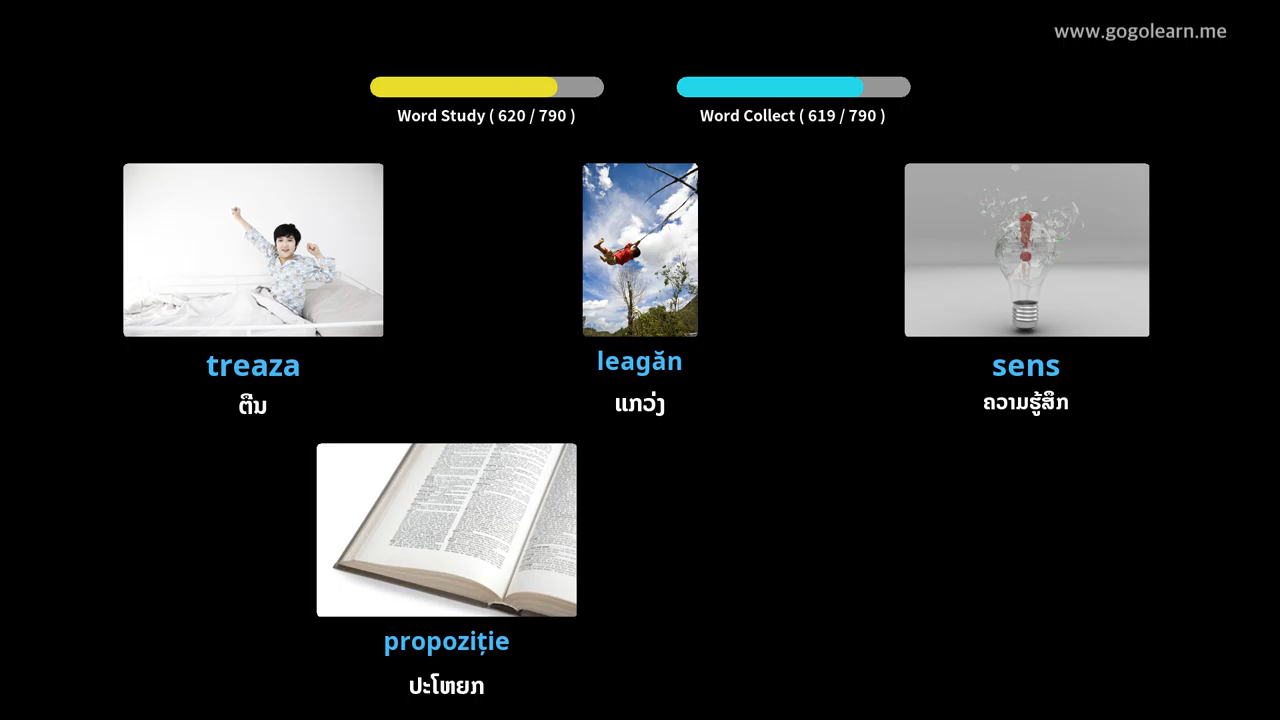 www.gogolearn.me
Word Study ( 620 / 790 )
Word Collect ( 619 / 790 )
treaza
ຕື່ນ
leagăn
ແກວ່ງ
sens
ຄວາມຮູ້ສຶກ
propoziție
ປະໂຫຍກ